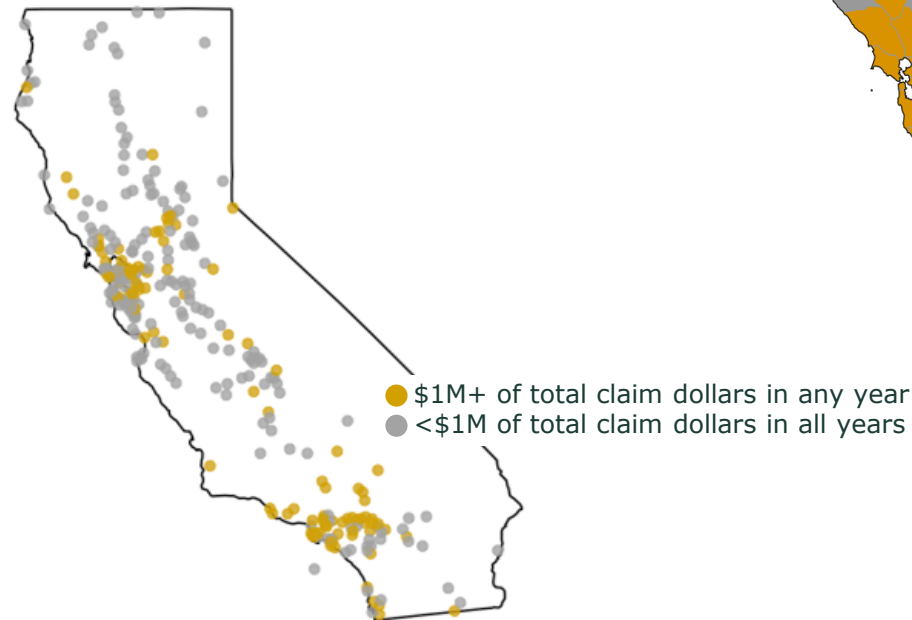 $1M+ of total claim dollars in any year
<$1M of total claim dollars in all years